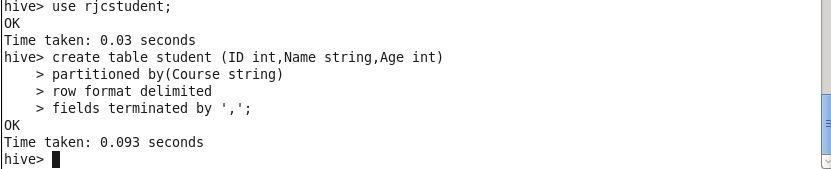 hive> use rjcstudent;
OK
Time taken: 0.03 seconds
hive> create table student (ID int,Name string,Age int)
    > partitioned by(Course string)
    > row format delimited
    > fields terminated by ',';
OK
Time taken: 0.093 seconds
hive>